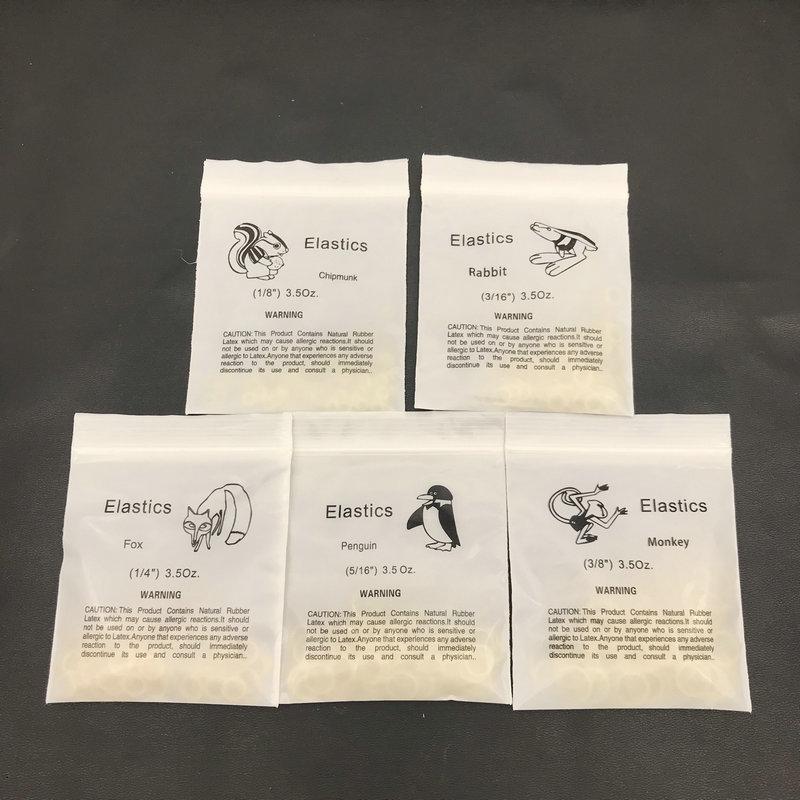 Elastics
Chipmunk
(1/8") 3.5Oz.
WARNING
CAUTION:This Product Contains Natural Rubber
Latex which may cause allergic reactions.It should
not be used on or by anyone who is sensitive or
allergic to Latex.Anyone that experiences any adverse
reaction to the product, should immediately
discontinue its use and consult a physician..
Elastics
Rabbit
(3/16") 3.5Oz.
WARNING
CAUTION:This Product Contains Natural Rubber
Latex which may cause allergic reactions.It should
not be used on or by anyone who is sensitive or
allergic to Latex.Anyone that experiences any adverse
reaction to the product, should immediately
discontinue its use and consult a physician..
Elastics
Fox
(1/4") 3.5Oz.
WARNING
CAUTION:This Product Contains Natural Rubber
Latex which may cause allergic reactions.It should
not be used on or by anyone who is sensitive or
allergic to Latex.Anyone that experiences any adverse
reaction to the product, should immediately
discontinue its use and consult a physician..
Elastics
Penguin
(5/16") 3.5 Oz.
WARNING
CAUTION:This Product Contains Natural Rubber
Latex which may cause allergic reactions.It should
not be used on or by anyone who is sensitive or
allergic to Latex.Anyone that experiences any adverse
reaction to the product, should immediately
discontinue its use and consult a physician..
Elastics
Monkey
(3/8") 3.5Oz.
WARNING
CAUTION:This Product Contains Natural Rubber
Latex which may cause allergic reactions.It should
not be used on or by anyone who is sensitive or
allergic to Latex.Anyone that experiences any adverse
reaction to the product, should immediately
discontinue its use and consult a physician..